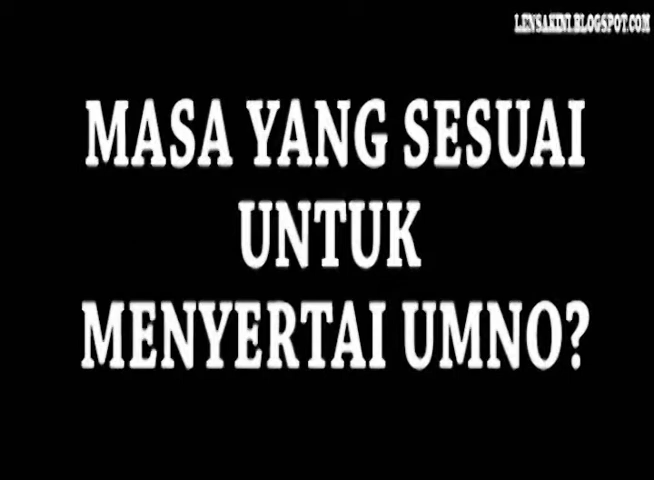 LENSAKINI.BLOGSPOT.COM
MASA YANG SESUAI
UNTUK
MENYERTAI UMNO?